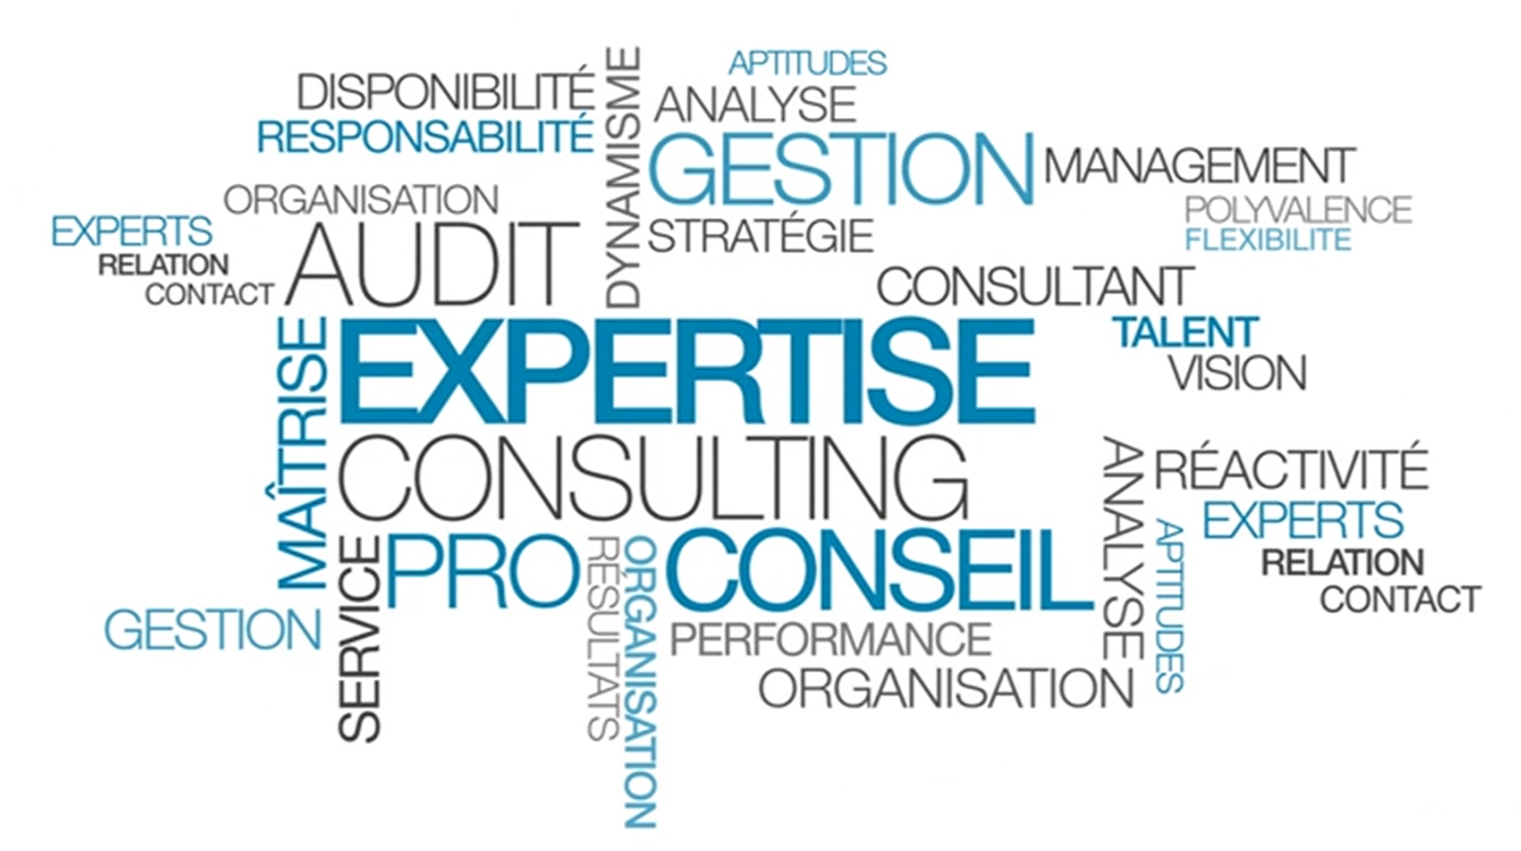 APTITUDES
DISPONIBILITÉ
DYNAMISME
ANALYSE
RESPONSABILITÉ
GESTION
MANAGEMENT
ORGANISATION
POLYVALENCE
EXPERTS
AUDIT
STRATÉGIE
FLEXIBILITE
RELATION
CONTACT
CONSULTANT
MAÎTRISE
EXPERTISE
TALENT
VISION
CONSULTING
ANALYSE
RÉACTIVITÉ
EXPERTS
APTITUDES
RELATION
CONTACT
SERVICE
PRO
RÉSULTATS
ORGANISATION
CONSEIL
GESTION
PERFORMANCE
ORGANISATION